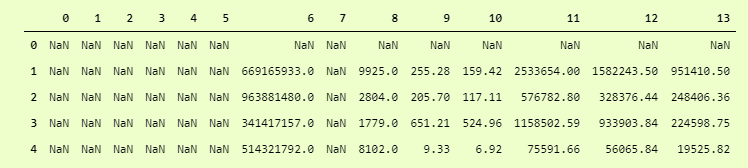 0 1 2 3 4 5 6 7 8 9 10 11 12 13
0 NaN NaN NaN NaN NaN NaN NaN NaN NaN NaN NaN NaN NaN NaN
1 NaN NaN NaN NaN NaN NaN 669165933.0 NaN 9925.0 255.28 159.42 2533654.00 1582243.50 951410.50
2 NaN NaN NaN NaN NaN NaN 963881480.0 NaN 2804.0 205.70 117.11 576782.80 328376.44 248406.36
3 NaN NaN NaN NaN NaN NaN 341417157.0 NaN 1779.0 651.21 524.96 1158502.59 933903.84 224598.75
4 NaN NaN NaN NaN NaN NaN 514321792.0 NaN 8102.0 9.33 6.92 75591.66 56065.84 19525.82